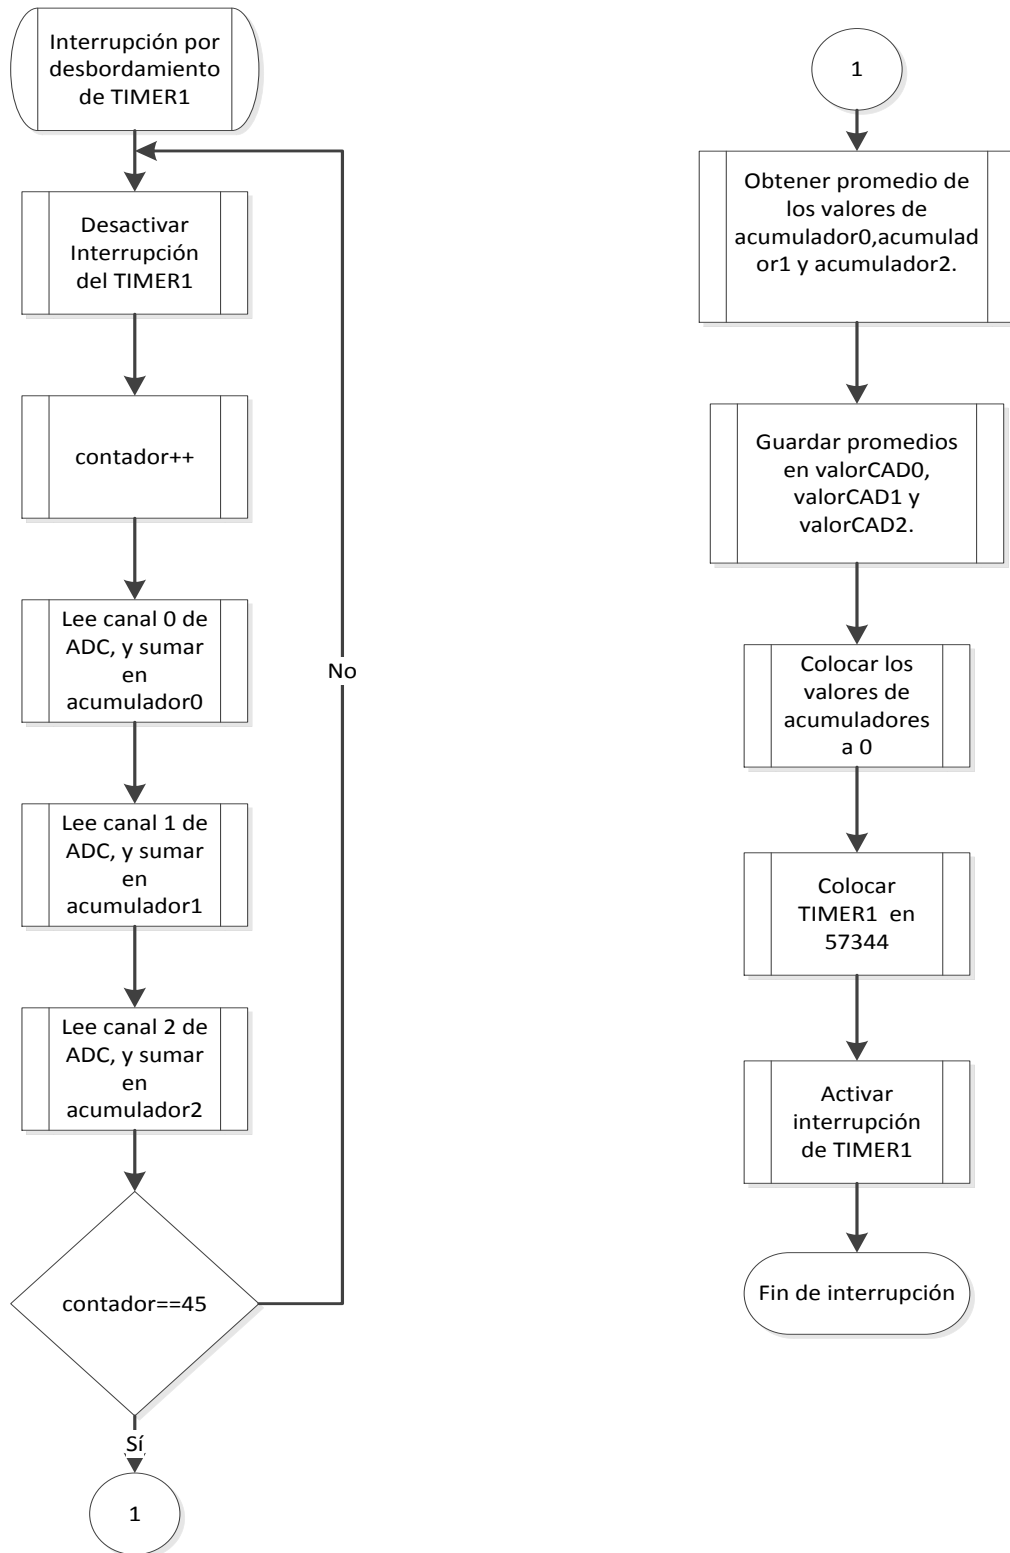 Interrupción por
desbordamiento
de TIMER1
Desactivar
Interrupción
del TIMER1
contador++
Lee canal 0 de
ADC, y sumar
en
acumulador0
No
Lee canal 1 de
ADC, y sumar
en
acumulador1
Lee canal 2 de
ADC, y sumar
en
acumulador2
contador==45
Sí
1
1
Obtener promedio de
los valores de
acumulador0,acumulad
or1 y acumulador2.
Guardar promedios
en valorCAD0,
valorCAD1 y
valorCAD2.
Colocar los
valores de
acumuladores
a 0
Colocar
TIMER1 en
57344
Activar
interrupción
de TIMER1
Fin de interrupción